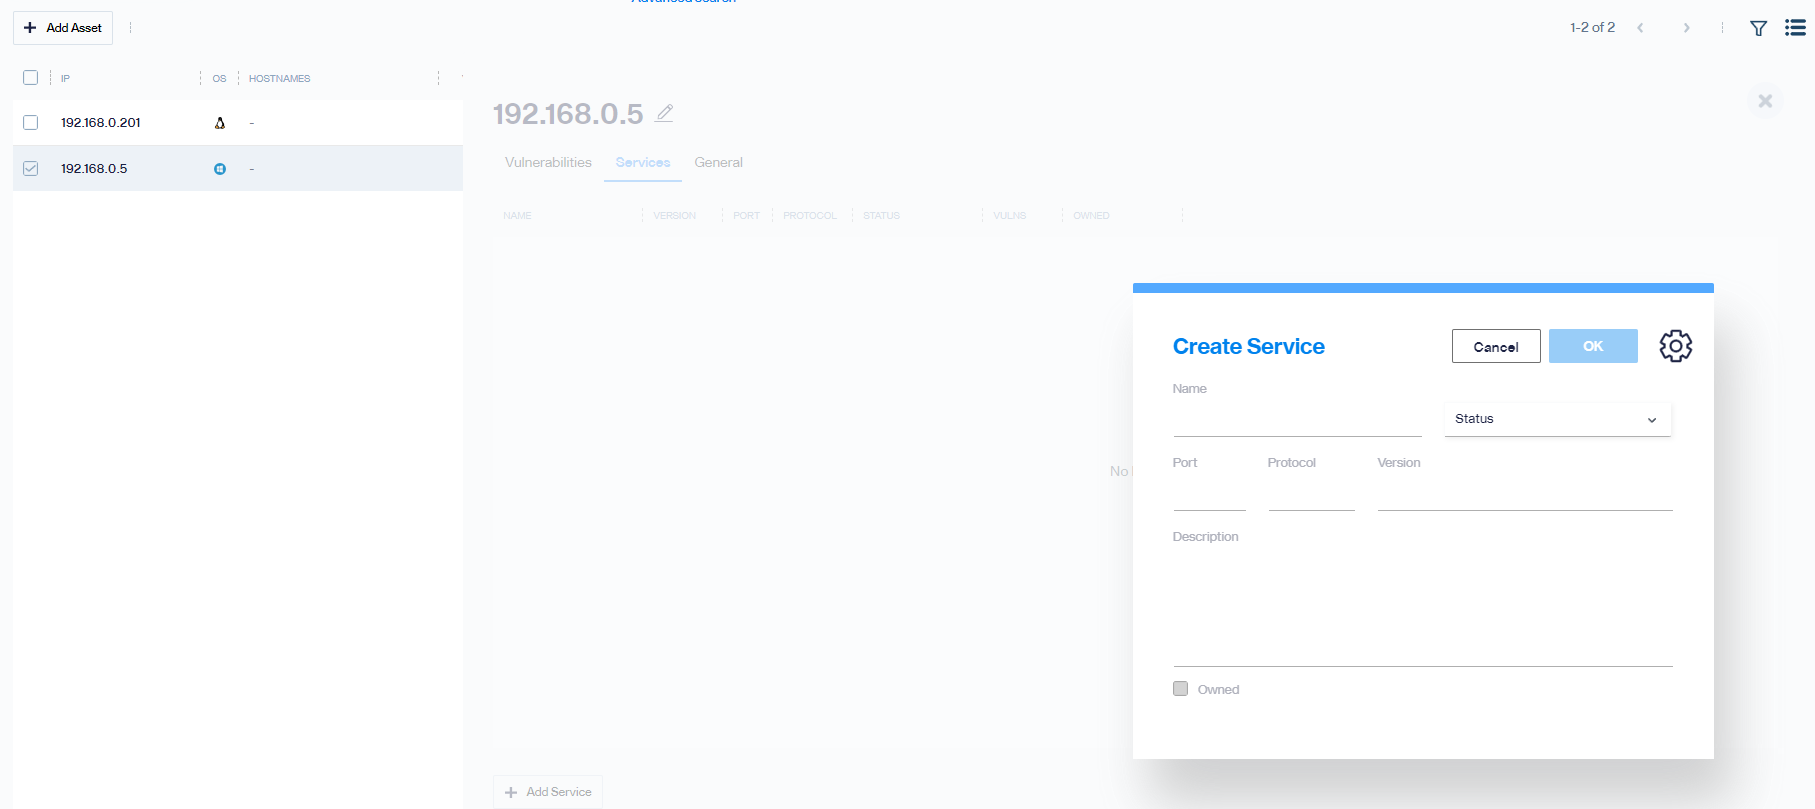 Advanced search
Add Asset
1-2 of 2
IP
OS
HOSTNAMES
192.168.0.201
-
192.168.0.5
-
192.168.0.5
Vulnerabilities
Services
General
NAME
VERSION
PORT
PROTOCOL
STATUS
VULNS
OWNED
No
Create Service
Cancel
OK
Name
Status
Port
Protocol
Version
Description
Owned
Add Service